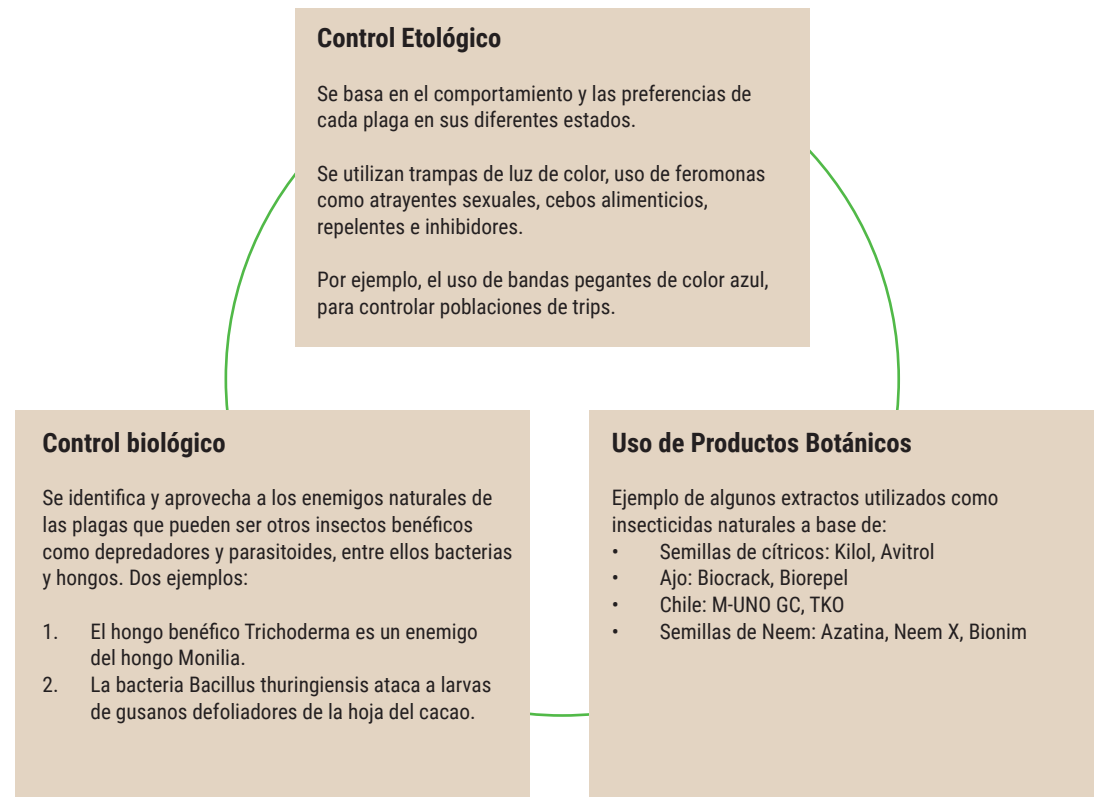 Control Etológico
Se basa en el comportamiento y las preferencias de
cada plaga en sus diferentes estados.
Se utilizan trampas de luz de color, uso de feromonas
como atrayentes sexuales, cebos alimenticios,
repelentes e inhibidores.
Por ejemplo, el uso de bandas pegantes de color azul,
para controlar poblaciones de trips.
Control biológico
Se identifica y aprovecha a los enemigos naturales de
las plagas que pueden ser otros insectos benéficos
como depredadores y parasitoides, entre ellos bacterias
y hongos. Dos ejemplos:
1. El hongo benéfico Trichoderma es un enemigo
del hongo Monilia.
2. La bacteria Bacillus thuringiensis ataca a larvas
de gusanos defoliadores de la hoja del cacao.
Uso de Productos Botánicos
Ejemplo de algunos extractos utilizados como
insecticidas naturales a base de:
• Semillas de cítricos: Kilol, Avitrol
• Ajo: Biocrack, Biorepel
• Chile: M-UNO GC, TKO
• Semillas de Neem: Azatina, Neem X, Bionim